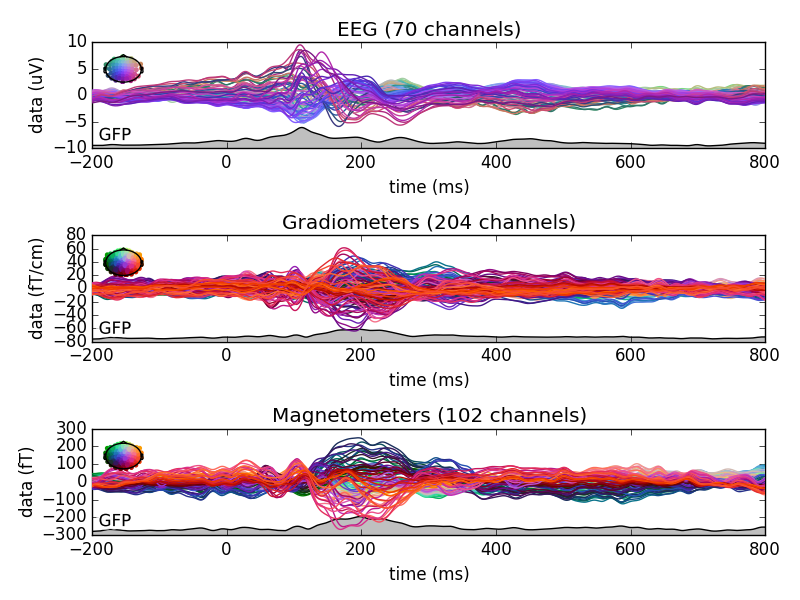 EEG (70 channels)
data (uV)
10
5
0
−5
−10
GFP
−200 0 200 400 600 800
time (ms)
Gradiometers (204 channels)
data (fT/cm)
80
60
40
20
0
−20
−40
−60
−80
GFP
−200 0 200 400 600 800
time (ms)
Magnetometers (102 channels)
data (fT)
300
200
100
0
−100
−200
−300
GFP
−200 0 200 400 600 800
time (ms)